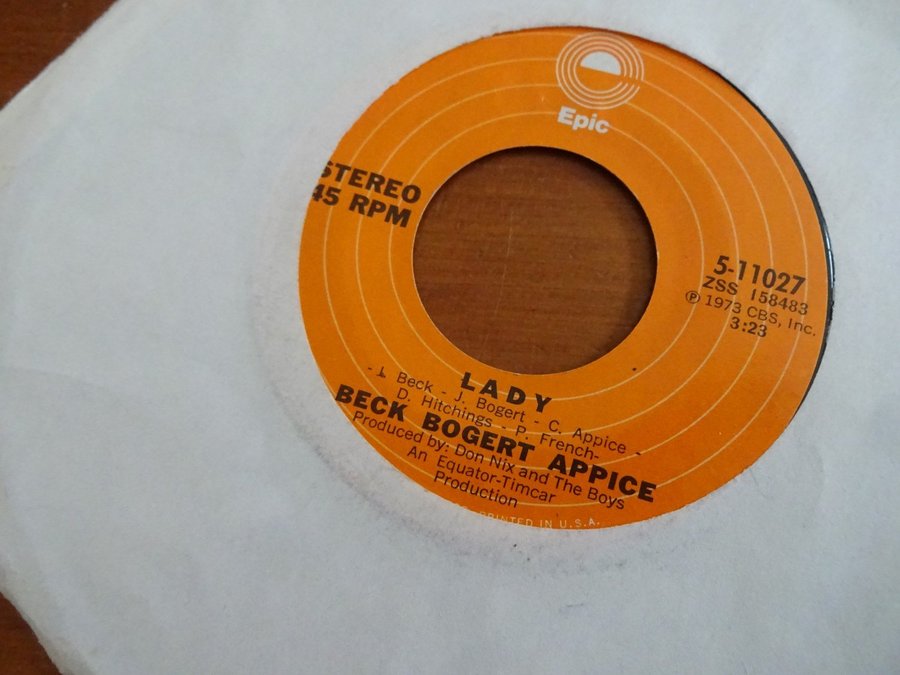 Epic
STEREO
45 RPM
5-11027
ZSS 158483
Ⓟ 1973 CBS, Inc.
3:23
LADY
- J. Beck - J. Bogert - C. Appice -
D. Hitchings - P. French-
BECK BOGERT APPICE
Produced by: Don Nix and The Boys
An Equator-Timcar
Production
PRINTED IN U.S.A.